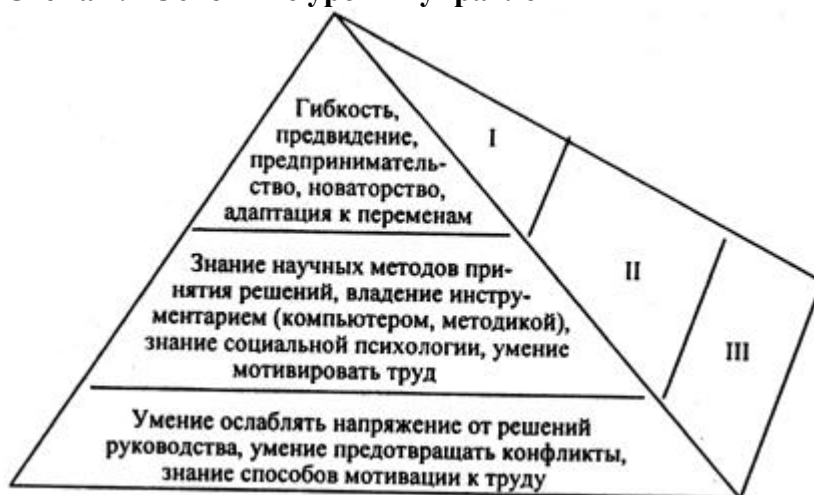 Гибкость,
предвидение,
предприниматель-
ство, новаторство,
адаптация к переменам
I
Знание научных методов при-
нятия решений, владение инстру-
ментарием (компьютером, методикой),
знание социальной психологии, умение
мотивировать труд
II
III
Умение ослаблять напряжение от решений
руководства, умение предотвращать конфликты,
знание способов мотивации к труду